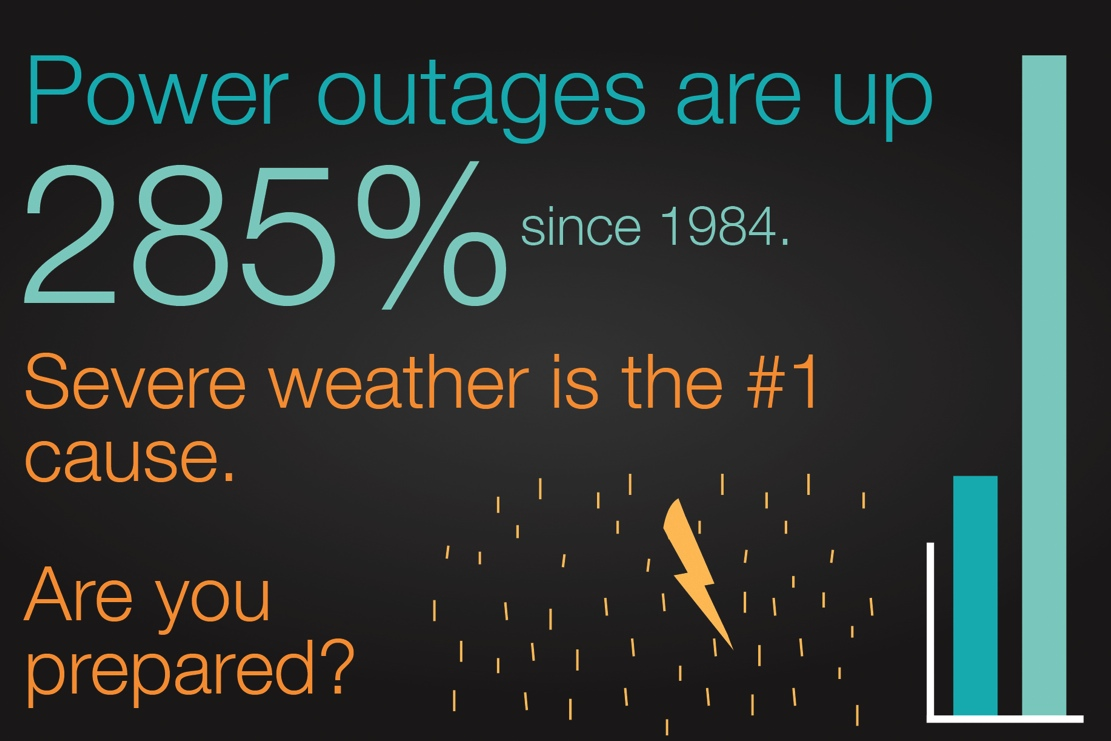 Power outages are up
285% since 1984.
Severe weather is the #1
cause.
Are you
prepared?